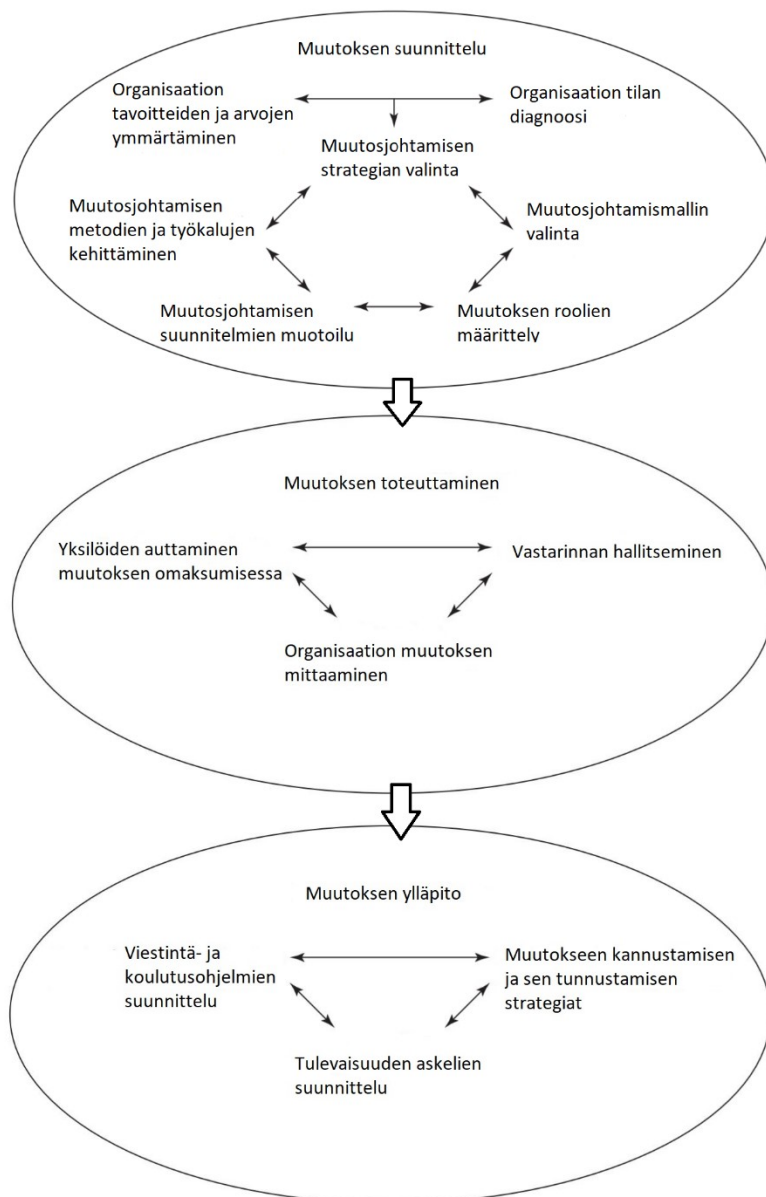 Muutoksen suunnittelu
Organisaation
tavoitteiden ja arvojen
ymmärtäminen
Organisaation tilan
diagnoosi
Muutosjohtamisen
strategian valinta
Muutosjohtamisen
metodien ja työkalujen
kehittäminen
Muutosjohtamismallin
valinta
Muutosjohtamisen
suunnitelmien muotoilu
Muutoksen roolien
määrittely
Muutoksen toteuttaminen
Yksilöiden auttaminen
muutoksen omaksumisessa
Vastarinnan hallitseminen
Organisaation muutoksen
mittaaminen
Muutoksen ylläpito
Viestintä- ja
koulutusohjelmien
suunnittelu
Muutokseen kannustamisen
ja sen tunnustamisen
strategiat
Tulevaisuuden askelien
suunnittelu